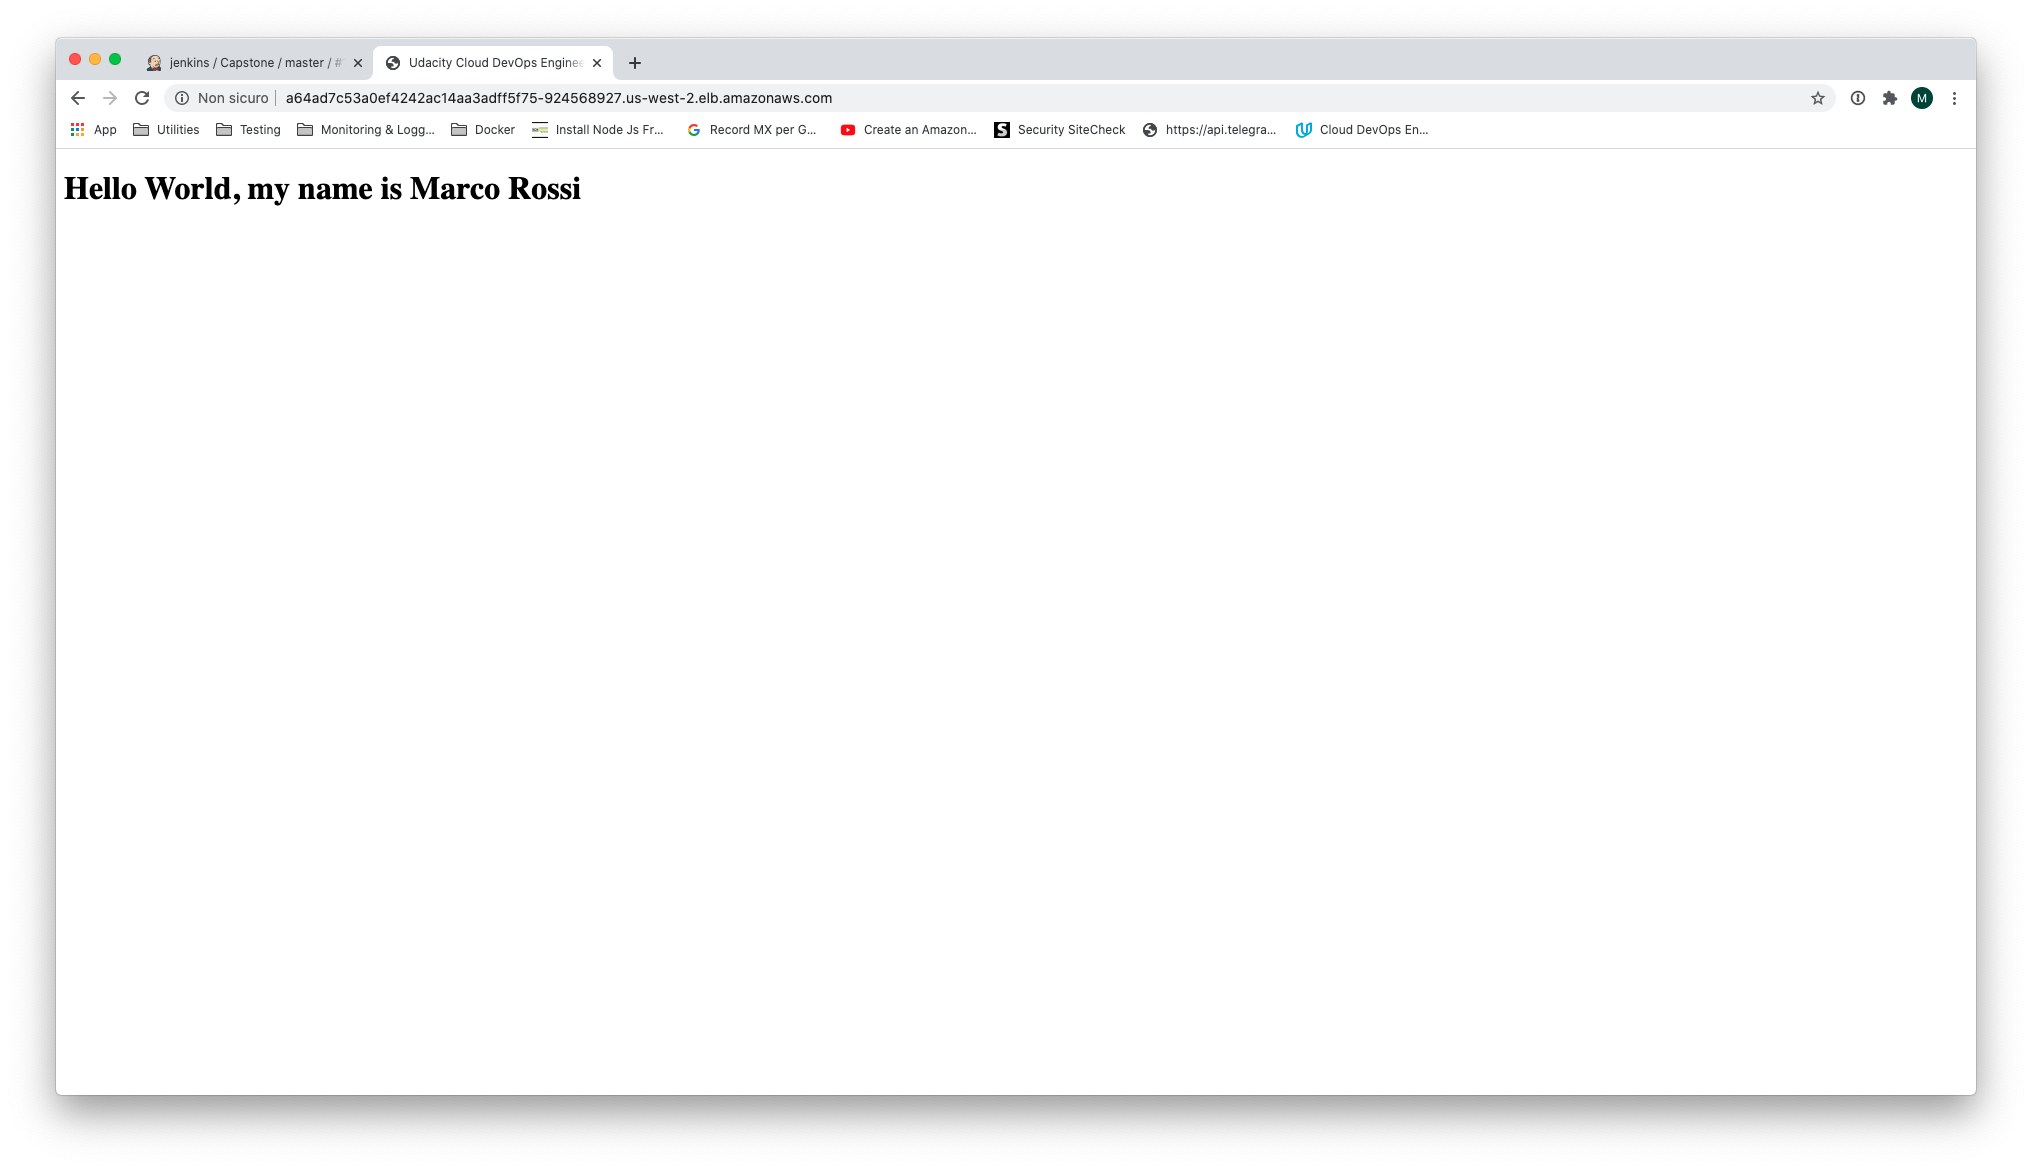 jenkins / Capstone / master / #
Udacity Cloud DevOps Enginee
Non sicuro
a64ad7c53a0ef4242ac14aa3adff5f75-924568927.us-west-2.elb.amazonaws.com
M
App Utilities Testing Monitoring & Logg... Docker Install Node Js Fr... Record MX per G... Create an Amazon... Security SiteCheck https://api.telegra... Cloud DevOps En...
Hello World, my name is Marco Rossi